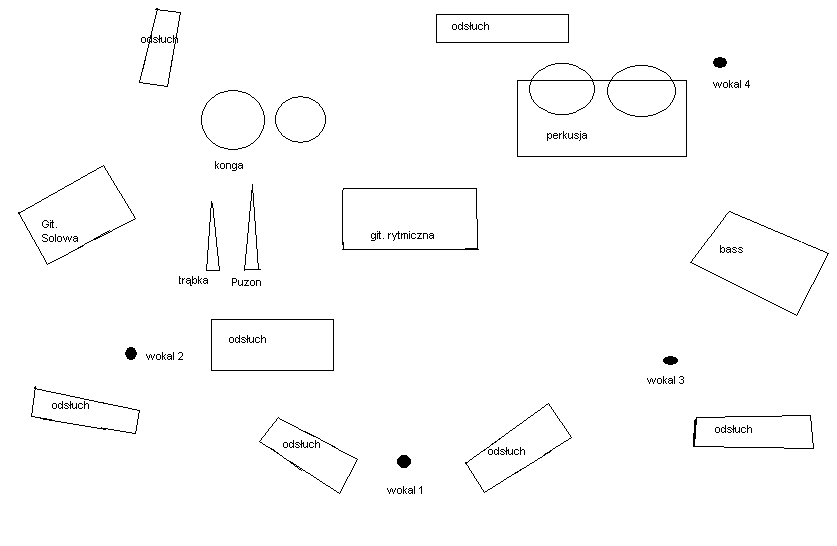 odsłuch
odsłuch
wokal 4
perkusja
konga
Git.
Solowa
git. rytmiczna
bass
trąbka
Puzon
odsłuch
wokal 2
wokal 3
odsłuch
odsłuch
odsłuch
odsłuch
wokal 1